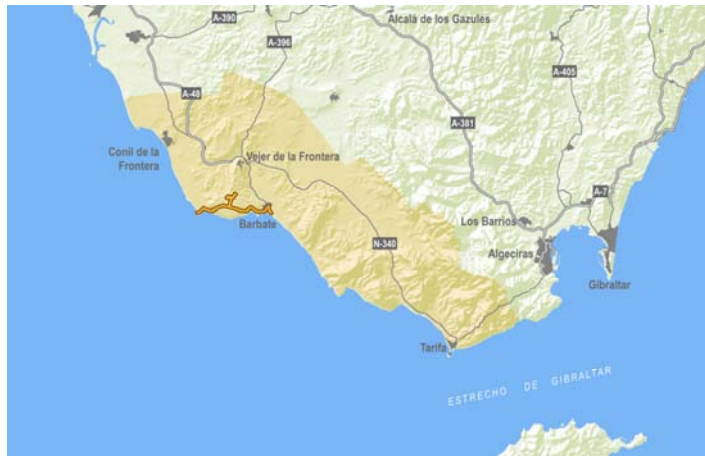 A-390
Alcalá de los Gazules
A-396
A-405
A-48
A-381
Conil de la
Frontera
Vejer de la Frontera
A-7
Los Barrios
Barbate
N-340
Algeciras
Gibraltar
Tarifa
ESTRECHO DE GIBRALTAR